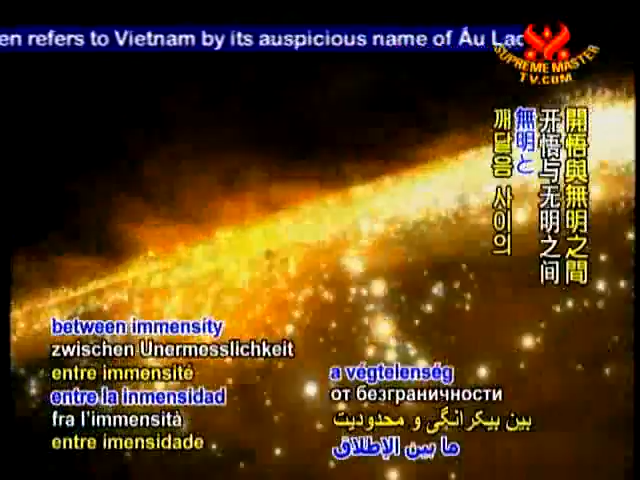 en refers to Vietnam by its auspicious name of Âu Lac
SUPREME MASTER
TV.COM
開悟與無明之間
开悟与无明之间
無明と
깨달음 사이의
between immensity
zwischen Unermesslichkeit
entre immensité
entre la inmensidad
fra l'immensità
entre imensidade
a végtelenség
от безграничности
بین بیکرانگی و محدودیت
ما بين الإطلاق